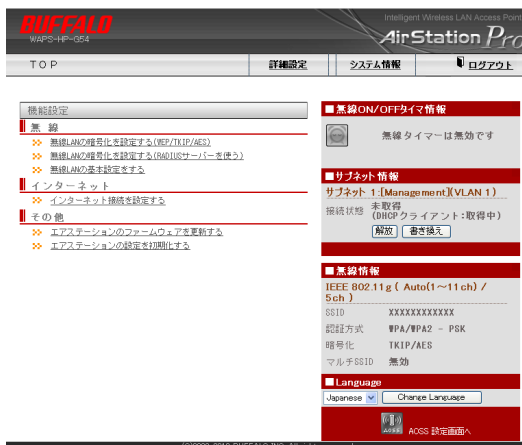 BUFFALO
WAPS-HP-G54
Intelligent Wireless LAN Access Point
AirStation Pro
TOP
詳細設定
システム情報
ログアウト
機能設定
無 線
無線LANの暗号化を設定する(WEP/TKIP/AES)
無線LANの暗号化を設定する(RADIUSサーバーを使う)
無線LANの基本設定をする
インターネット
インターネット接続を設定する
その他
エアステーションのファームウェアを更新する
エアステーションの設定を初期化する
■無線ON/OFFタイマ情報
無線タイマーは無効です
■サブネット情報
サブネット 1:[Management](VLAN 1)
接続状態 未取得
(DHCPクライアント:取得中)
解放 書き換え
■無線情報
IEEE 802.11g ( Auto(1～11ch) /
5ch )
SSID XXXXXXXXXXXX
認証方式 WPA/WPA2 - PSK
暗号化 TKIP/AES
マルチSSID 無効
■Language
Japanese Change Language
AOSS AOSS 設定画面へ